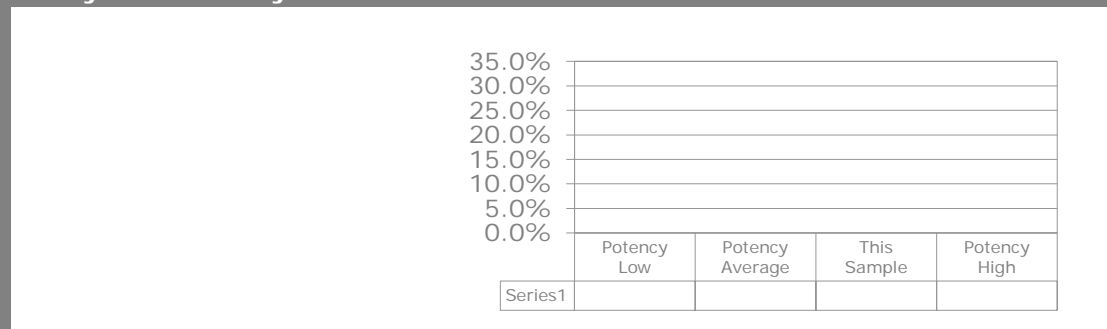 35.0%
30.0%
25.0%
20.0%
15.0%
10.0%
5.0%
0.0%
Potency Low
Potency Average
This Sample
Potency High
Series1